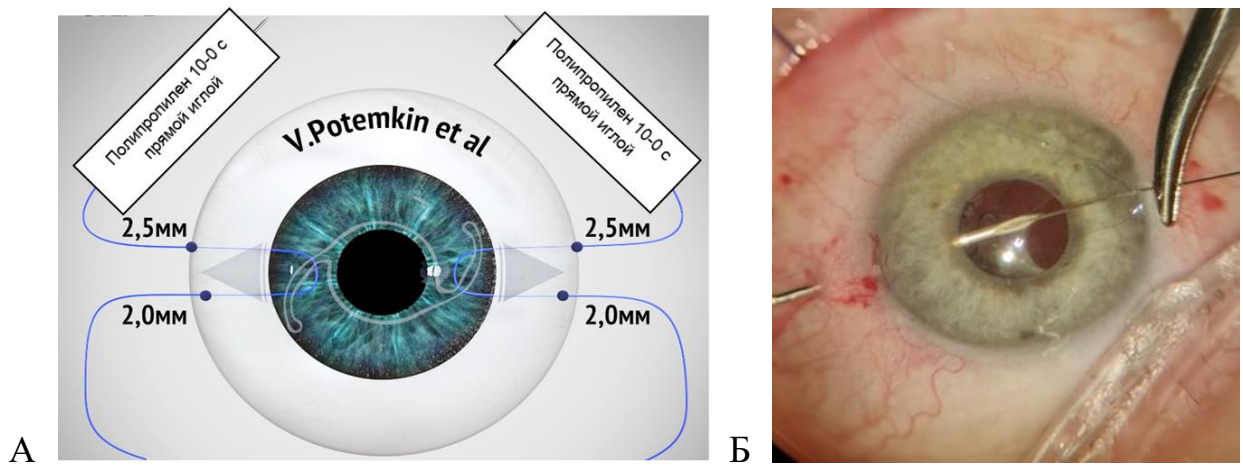 Полипропилен 10-0 с
прямой иглой
Полипропилен 10-0 с
прямой иглой
V.Potemkin et al
2,5мм
2,5мм
2,0мм
2,0мм
А
Б